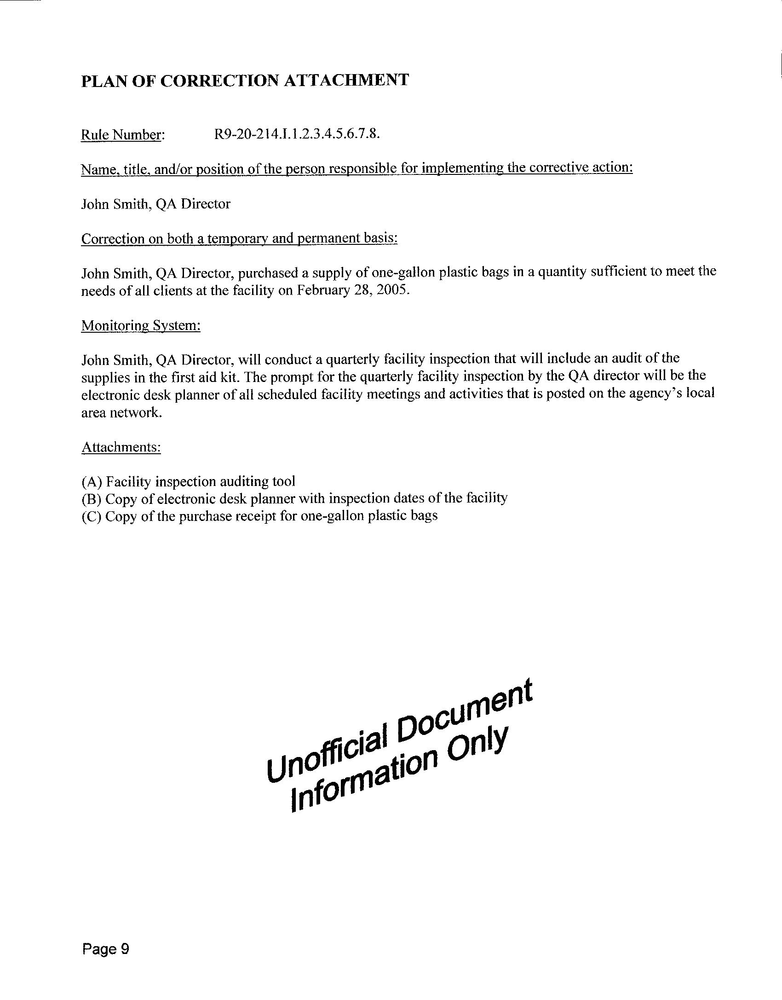 PLAN OF CORRECTION ATTACHMENT
Rule Number: R9-20-214.I.1.2.3.4.5.6.7.8.
Name, title, and/or position of the person responsible for implementing the corrective action:
John Smith, QA Director
Correction on both a temporary and permanent basis:
John Smith, QA Director, purchased a supply of one-gallon plastic bags in a quantity sufficient to meet the
needs of all clients at the facility on February 28, 2005.
Monitoring System:
John Smith, QA Director, will conduct a quarterly facility inspection that will include an audit of the
supplies in the first aid kit. The prompt for the quarterly facility inspection by the QA director will be the
electronic desk planner of all scheduled facility meetings and activities that is posted on the agency's local
area network.
Attachments:
(A) Facility inspection auditing tool
(B) Copy of electronic desk planner with inspection dates of the facility
(C) Copy of the purchase receipt for one-gallon plastic bags
Unofficial Document
Information Only
Page 9